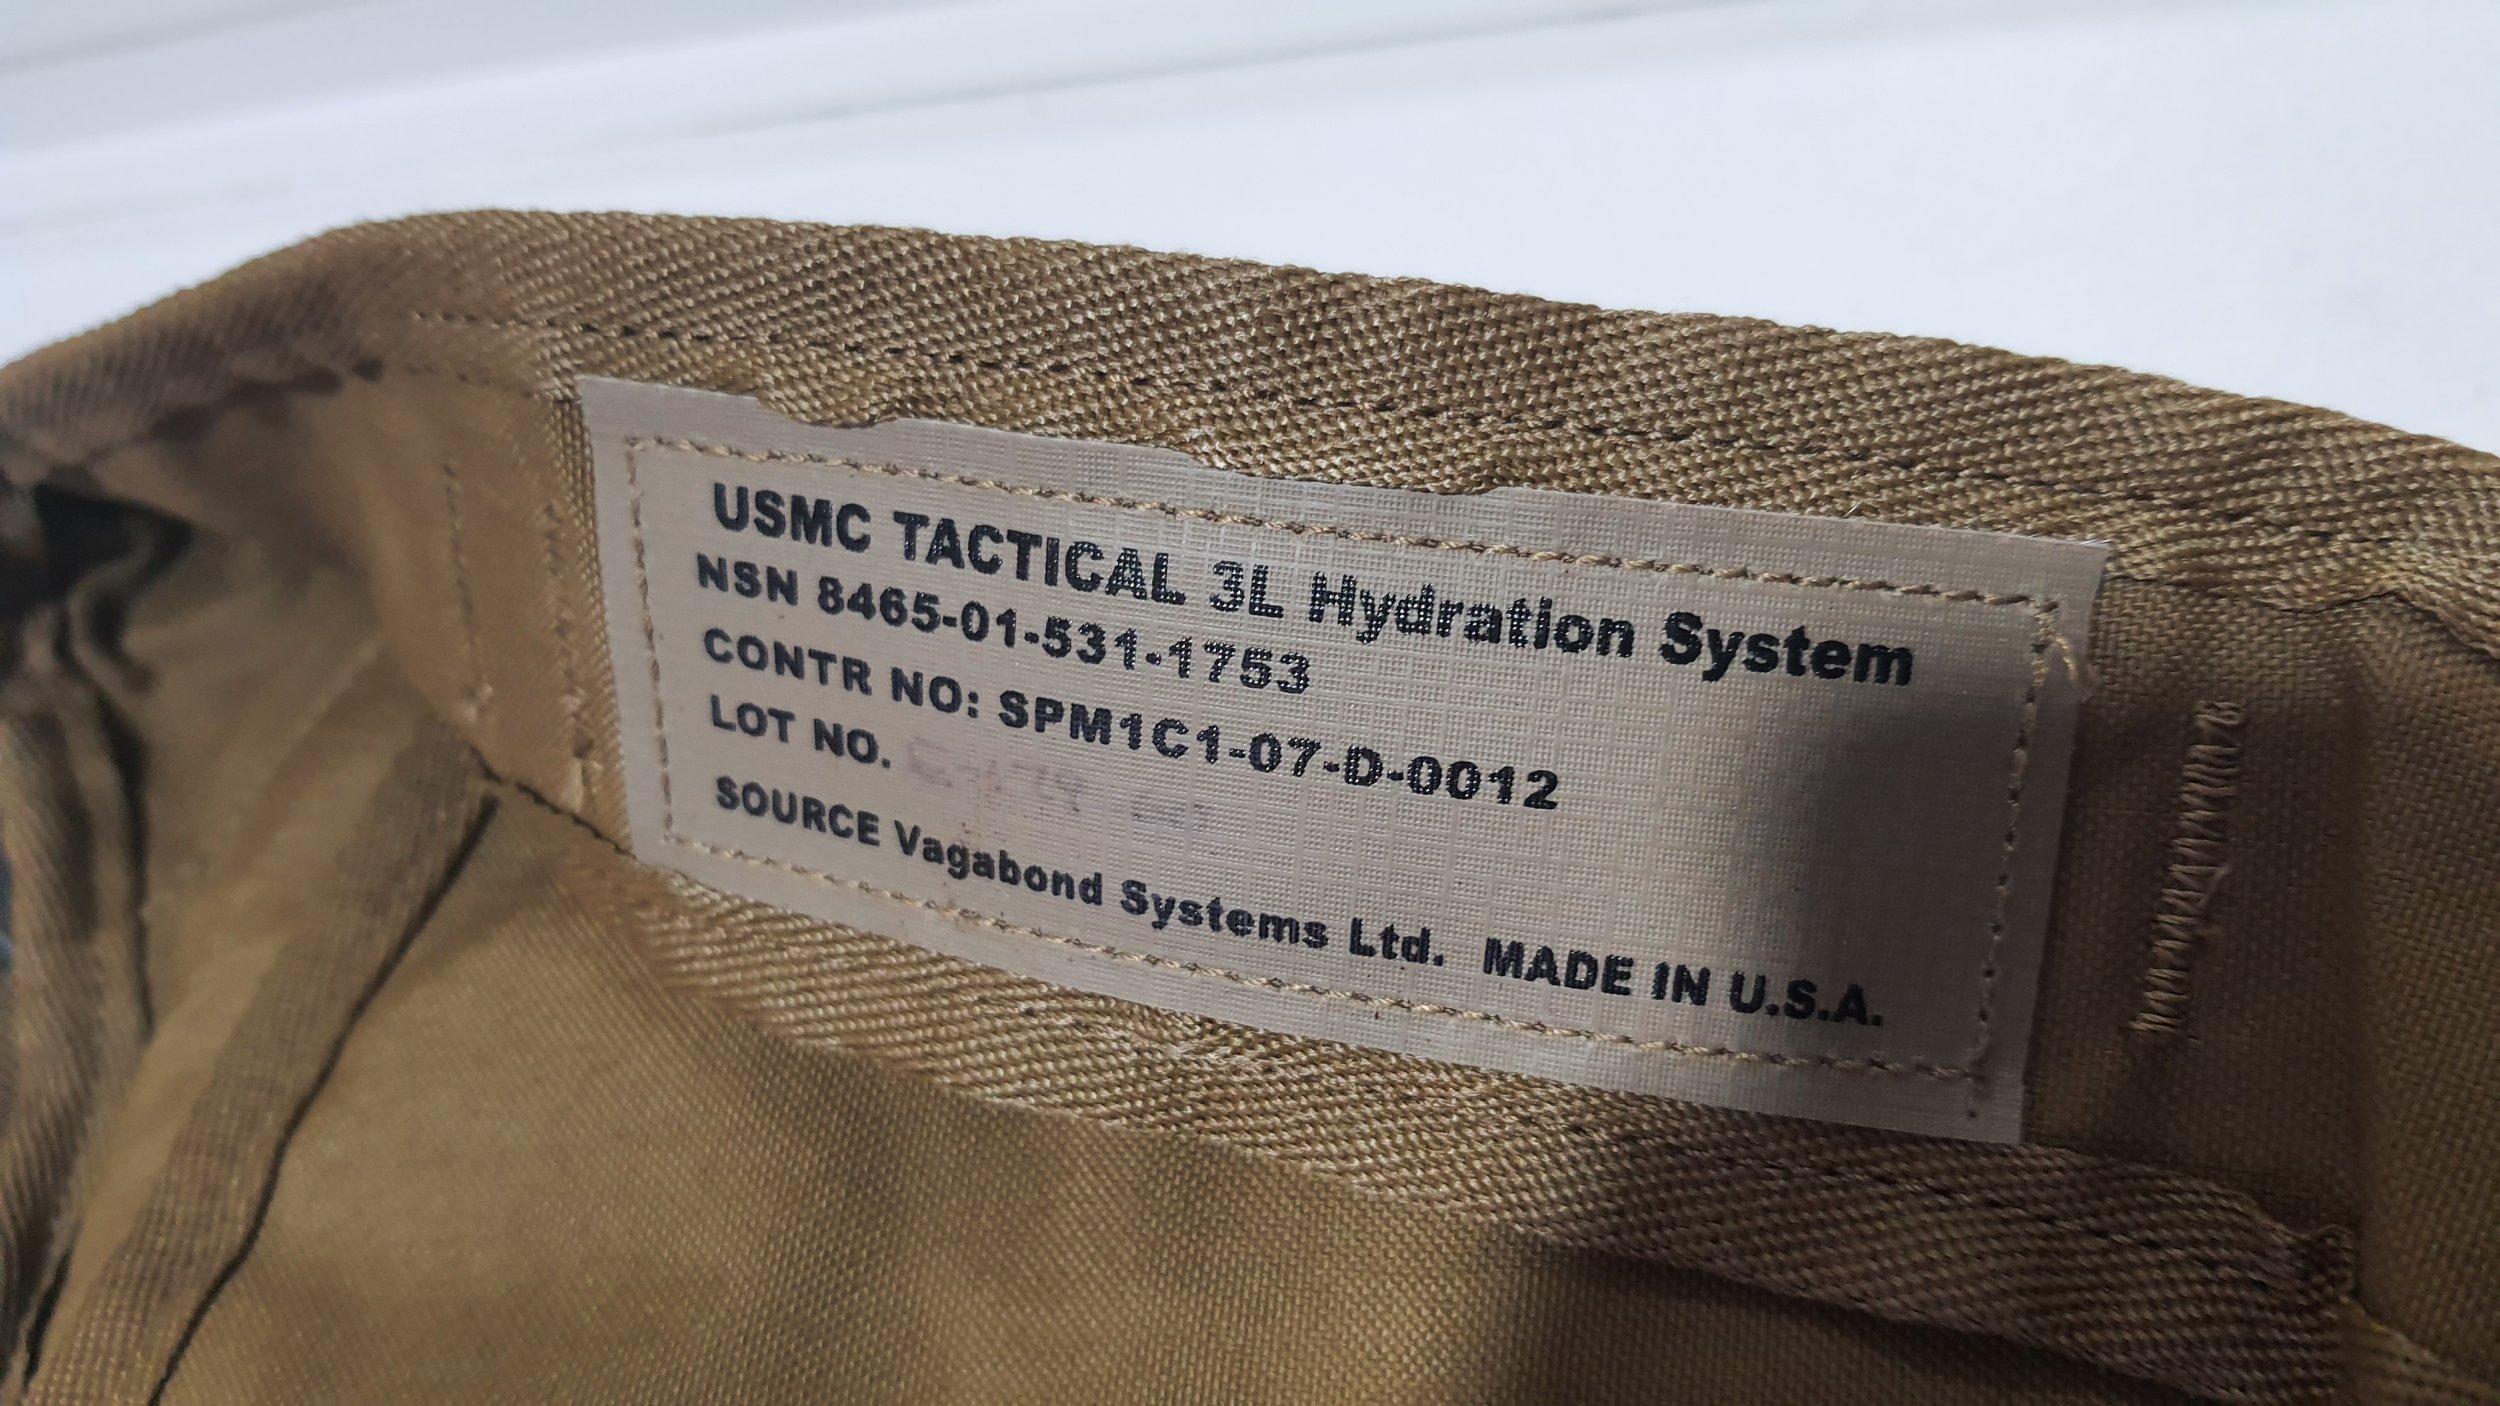 USMC TACTICAL 3L Hydration System
NSN 8465-01-531-1753
CONTR NO: SPM1C1-07-D-0012
LOT NO.
SOURCE Vagabond Systems Ltd. MADE IN U.S.A.